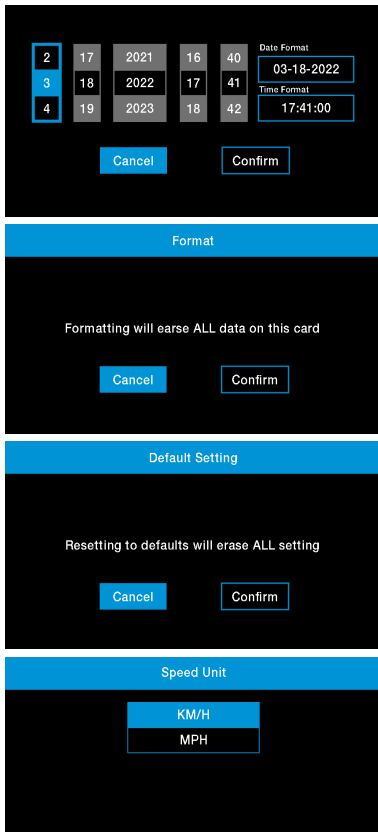 Date Format
2 17 2021 16 40
03-18-2022
3 18 2022 17 41
Time Format
4 19 2023 18 42
17:41:00
Cancel Confirm
Format
Formatting will earse ALL data on this card
Cancel Confirm
Default Setting
Resetting to defaults will erase ALL setting
Cancel Confirm
Speed Unit
KM/H
MPH